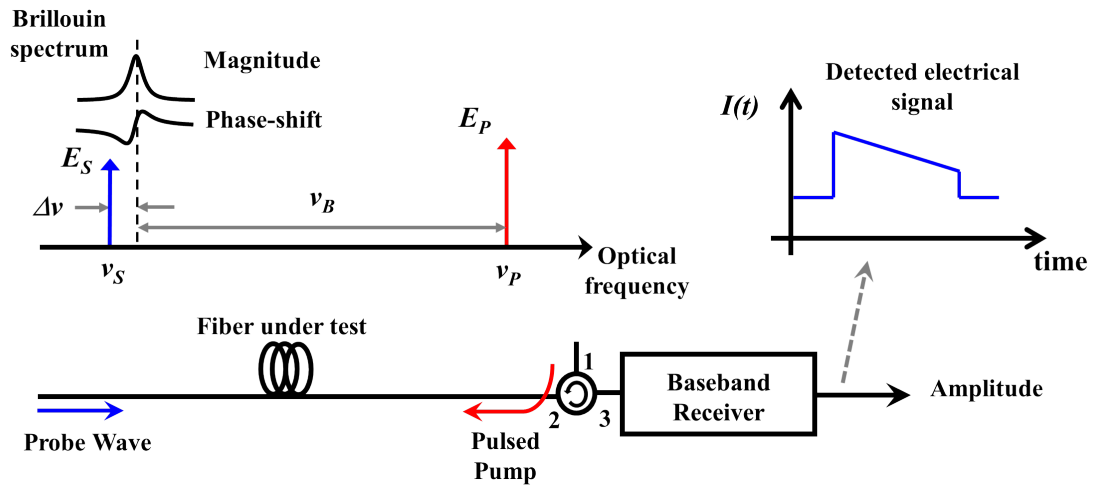 Brillouin
spectrum
Magnitude
Phase-shift
E_S
E_P
Δν
ν_B
ν_S
ν_P
Optical
frequency
Detected electrical
signal
I(t)
time
Fiber under test
Probe Wave
Pulsed
Pump
1
2
3
Baseband
Receiver
Amplitude